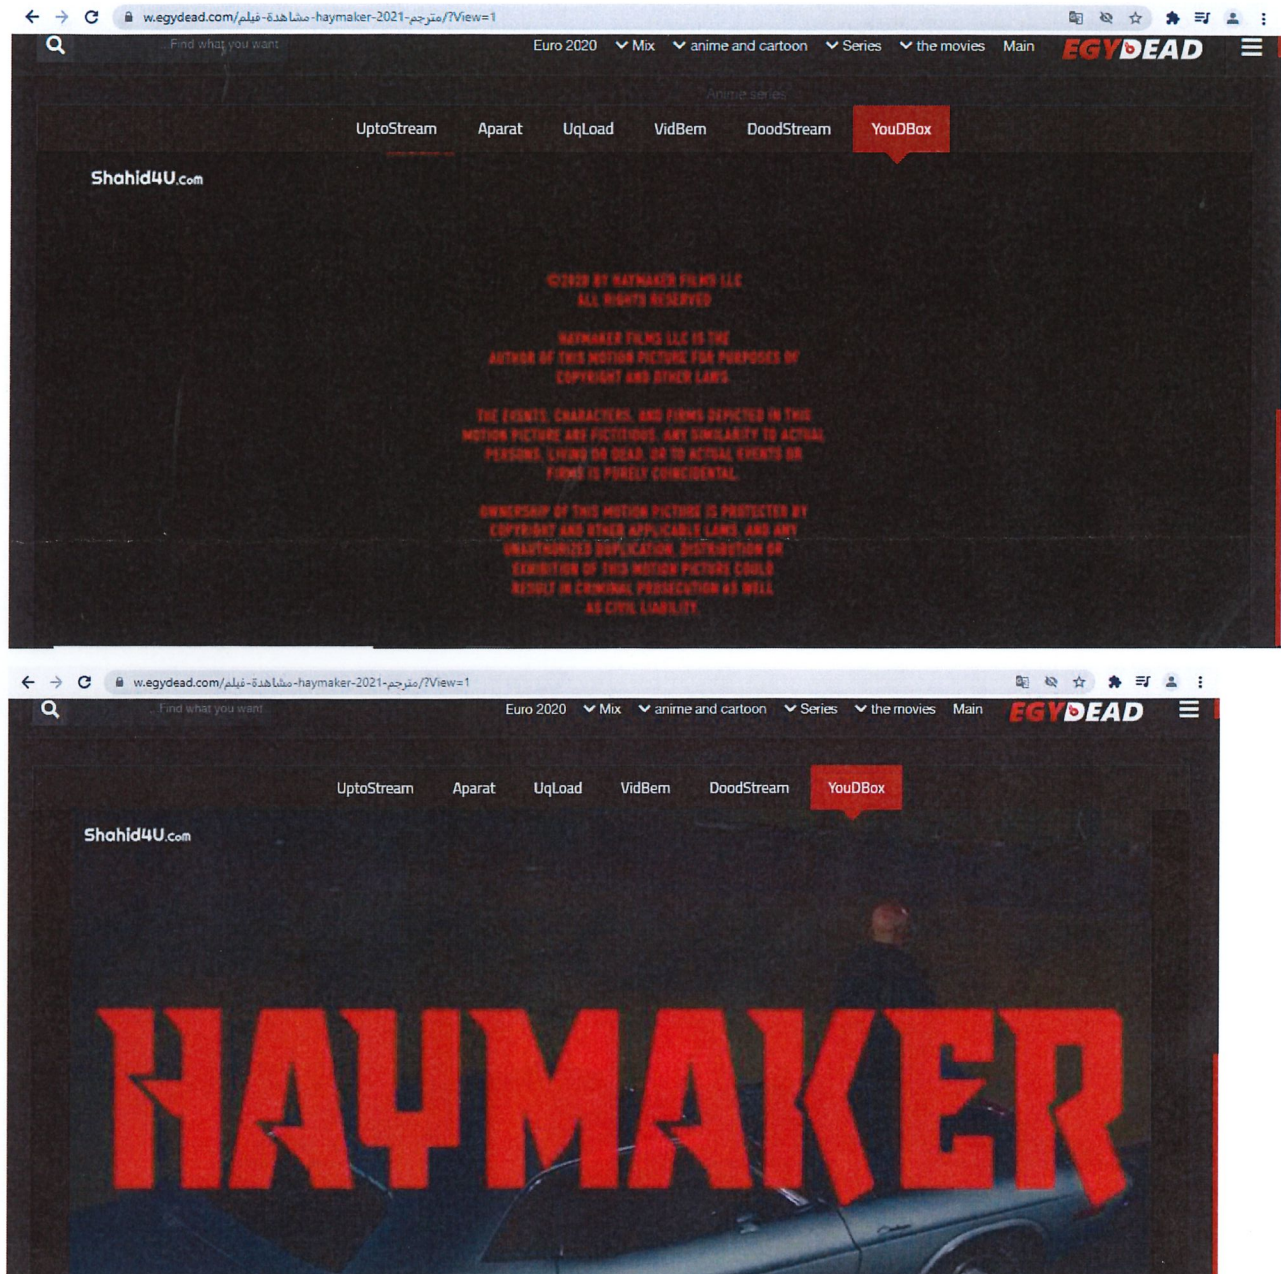 w.egydead.com/مشاهدة-فيلم-haymaker-2021-مترجم/?View=1
Find what you want
Euro 2020 Mix anime and cartoon Series the movies Main EGYDEAD
Anime series
UptoStream Aparat UqLoad VidBem DoodStream YouDBox
Shahid4U.com
©2020 BY HAYMAKER FILMS LLC
ALL RIGHTS RESERVED
HAYMAKER FILMS LLC IS THE
AUTHOR OF THIS MOTION PICTURE FOR PURPOSES OF
COPYRIGHT AND OTHER LAWS
THE EVENTS, CHARACTERS, AND FIRMS DEPICTED IN THIS
MOTION PICTURE ARE FICTITIOUS. ANY SIMILARITY TO ACTUAL
PERSONS, LIVING OR DEAD, OR TO ACTUAL EVENTS OR
FIRMS IS PURELY COINCIDENTAL.
OWNERSHIP OF THIS MOTION PICTURE IS PROTECTED BY
COPYRIGHT AND OTHER APPLICABLE LAWS, AND ANY
UNAUTHORIZED DUPLICATION, DISTRIBUTION OR
EXHIBITION OF THIS MOTION PICTURE COULD
RESULT IN CRIMINAL PROSECUTION AS WELL
AS CIVIL LIABILITY.
w.egydead.com/مشاهدة-فيلم-haymaker-2021-مترجم/?View=1
Find what you want
Euro 2020 Mix anime and cartoon Series the movies Main EGYDEAD
UptoStream Aparat UqLoad VidBem DoodStream YouDBox
Shahid4U.com
HAYMAKER